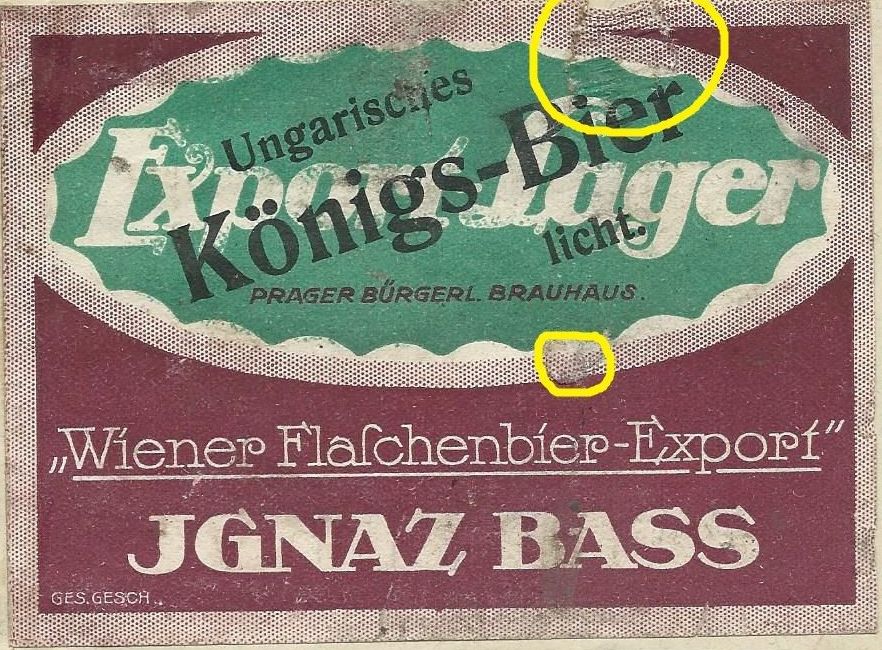 Ungarisches
Export-Lager
Königs-Bier
licht.
PRAGER BÜRGERL. BRAUHAUS.
„Wiener Flaſchenbier-Export“
JGNAZ BASS
GES. GESCH.